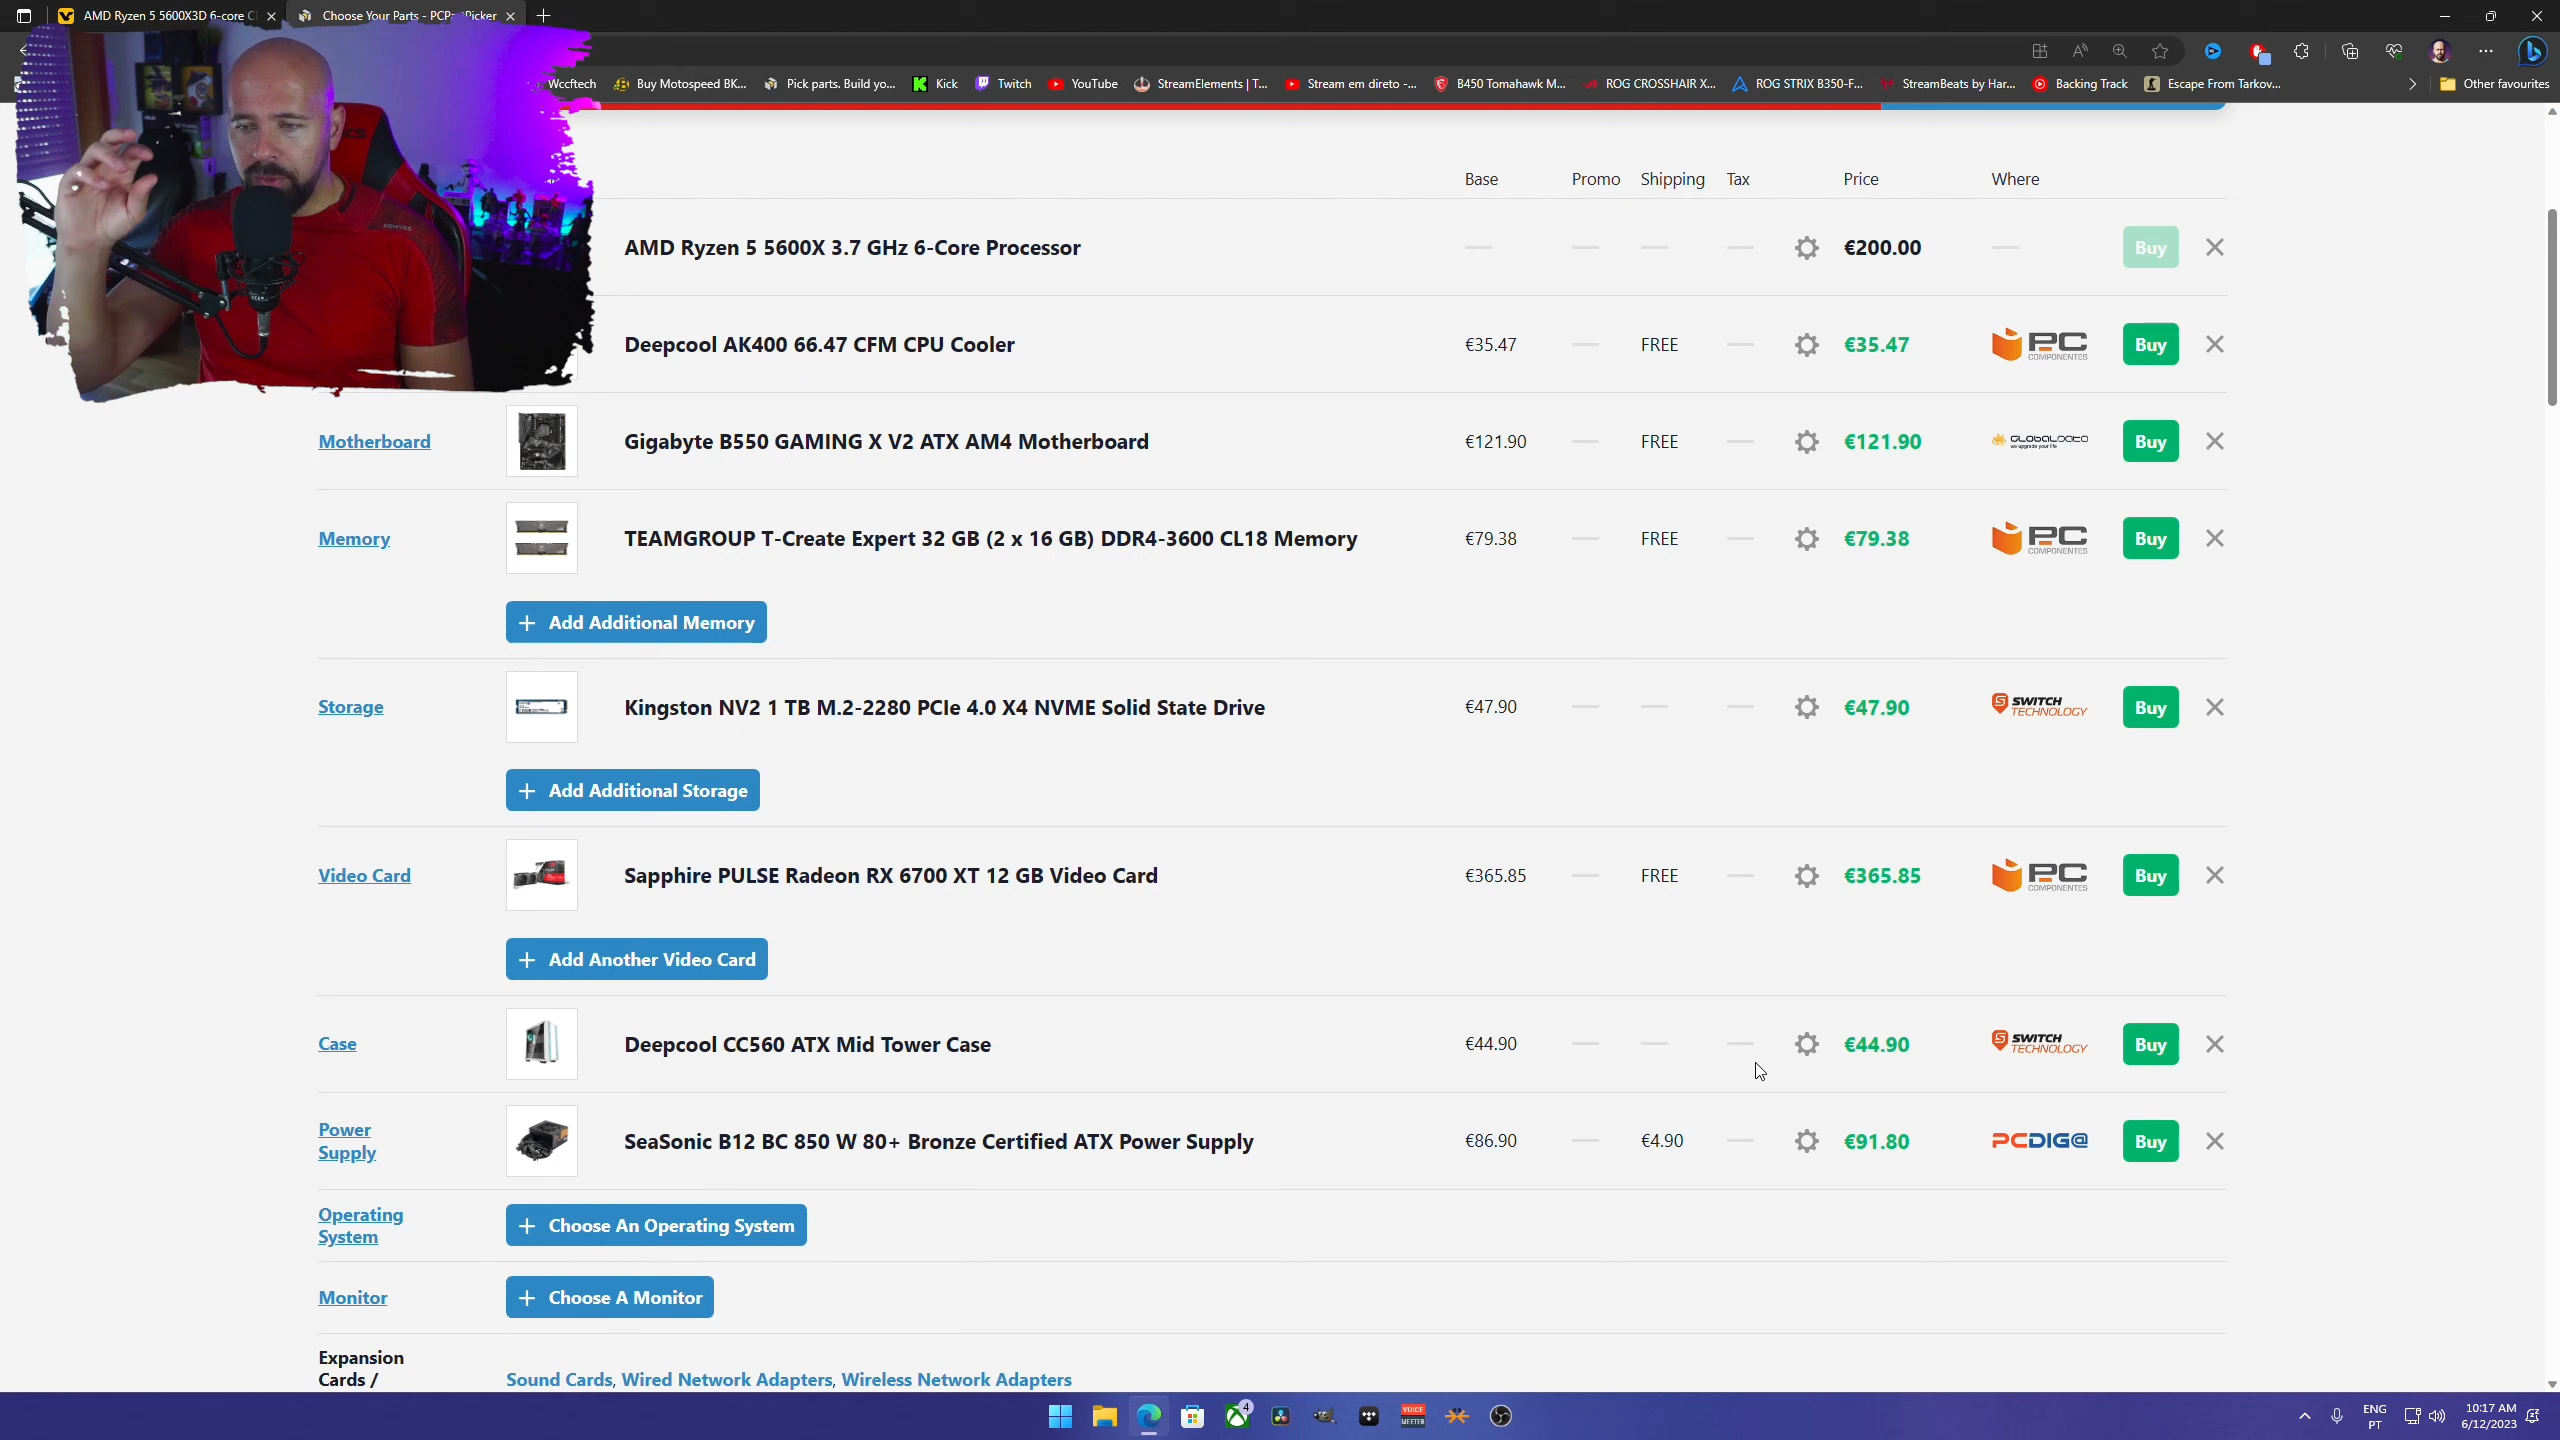 AMD Ryzen 5 5600X3D 6-core C
Choose Your Parts - PCPartPicker
Wccftech
Buy Motospeed BK...
Pick parts. Build yo...
Kick
Twitch
YouTube
StreamElements | T...
Stream em direto -...
B450 Tomahawk M...
ROG CROSSHAIR X...
ROG STRIX B350-F...
StreamBeats by Har...
Backing Track
Escape From Tarkov...
Other favourites
Base Promo Shipping Tax Price Where
AMD Ryzen 5 5600X 3.7 GHz 6-Core Processor €200.00 Buy
Deepcool AK400 66.47 CFM CPU Cooler €35.47 FREE €35.47 PC COMPONENTES Buy
Motherboard Gigabyte B550 GAMING X V2 ATX AM4 Motherboard €121.90 FREE €121.90 GLOBALDATA Buy
Memory TEAMGROUP T-Create Expert 32 GB (2 x 16 GB) DDR4-3600 CL18 Memory €79.38 FREE €79.38 PC COMPONENTES Buy
+ Add Additional Memory
Storage Kingston NV2 1 TB M.2-2280 PCIe 4.0 X4 NVME Solid State Drive €47.90 €47.90 SWITCH TECHNOLOGY Buy
+ Add Additional Storage
Video Card Sapphire PULSE Radeon RX 6700 XT 12 GB Video Card €365.85 FREE €365.85 PC COMPONENTES Buy
+ Add Another Video Card
Case Deepcool CC560 ATX Mid Tower Case €44.90 €44.90 SWITCH TECHNOLOGY Buy
Power Supply SeaSonic B12 BC 850 W 80+ Bronze Certified ATX Power Supply €86.90 €4.90 €91.80 PCDIG@ Buy
Operating System + Choose An Operating System
Monitor + Choose A Monitor
Expansion
Cards / Sound Cards, Wired Network Adapters, Wireless Network Adapters
4
VOICE
MEETER
ENG
PT
10:17 AM
6/12/2023